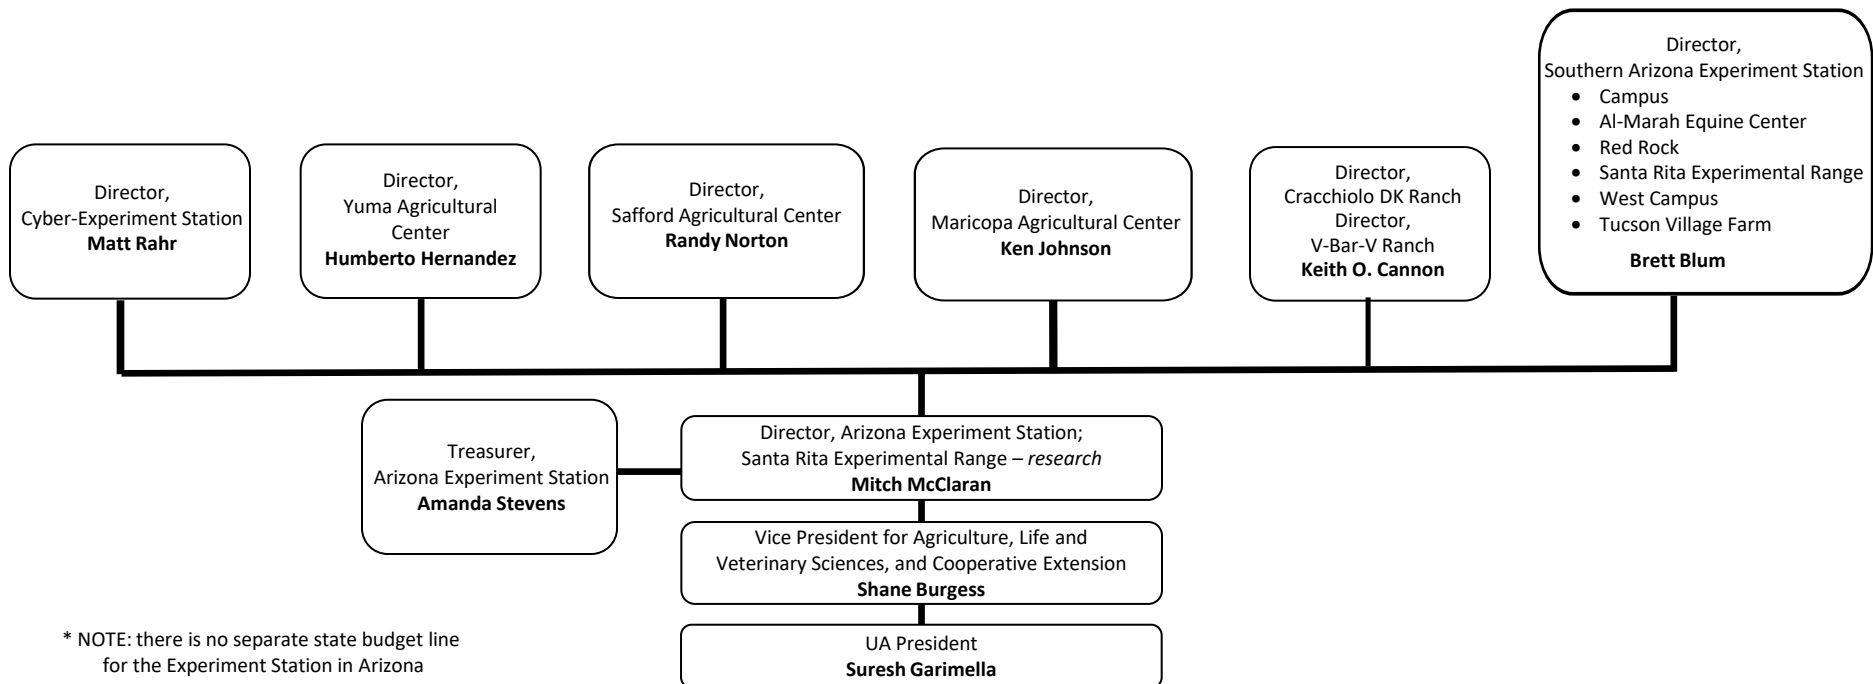 Director,
Cyber-Experiment Station
Matt Rahr
Director,
Yuma Agricultural
Center
Humberto Hernandez
Director,
Safford Agricultural Center
Randy Norton
Director,
Maricopa Agricultural Center
Ken Johnson
Director,
Cracchiolo DK Ranch
Director,
V-Bar-V Ranch
Keith O. Cannon
Director,
Southern Arizona Experiment Station
• Campus
• Al-Marah Equine Center
• Red Rock
• Santa Rita Experimental Range
• West Campus
• Tucson Village Farm
Brett Blum
Treasurer,
Arizona Experiment Station
Amanda Stevens
Director, Arizona Experiment Station;
Santa Rita Experimental Range – research
Mitch McClaran
Vice President for Agriculture, Life and
Veterinary Sciences, and Cooperative Extension
Shane Burgess
UA President
Suresh Garimella
* NOTE: there is no separate state budget line
for the Experiment Station in Arizona